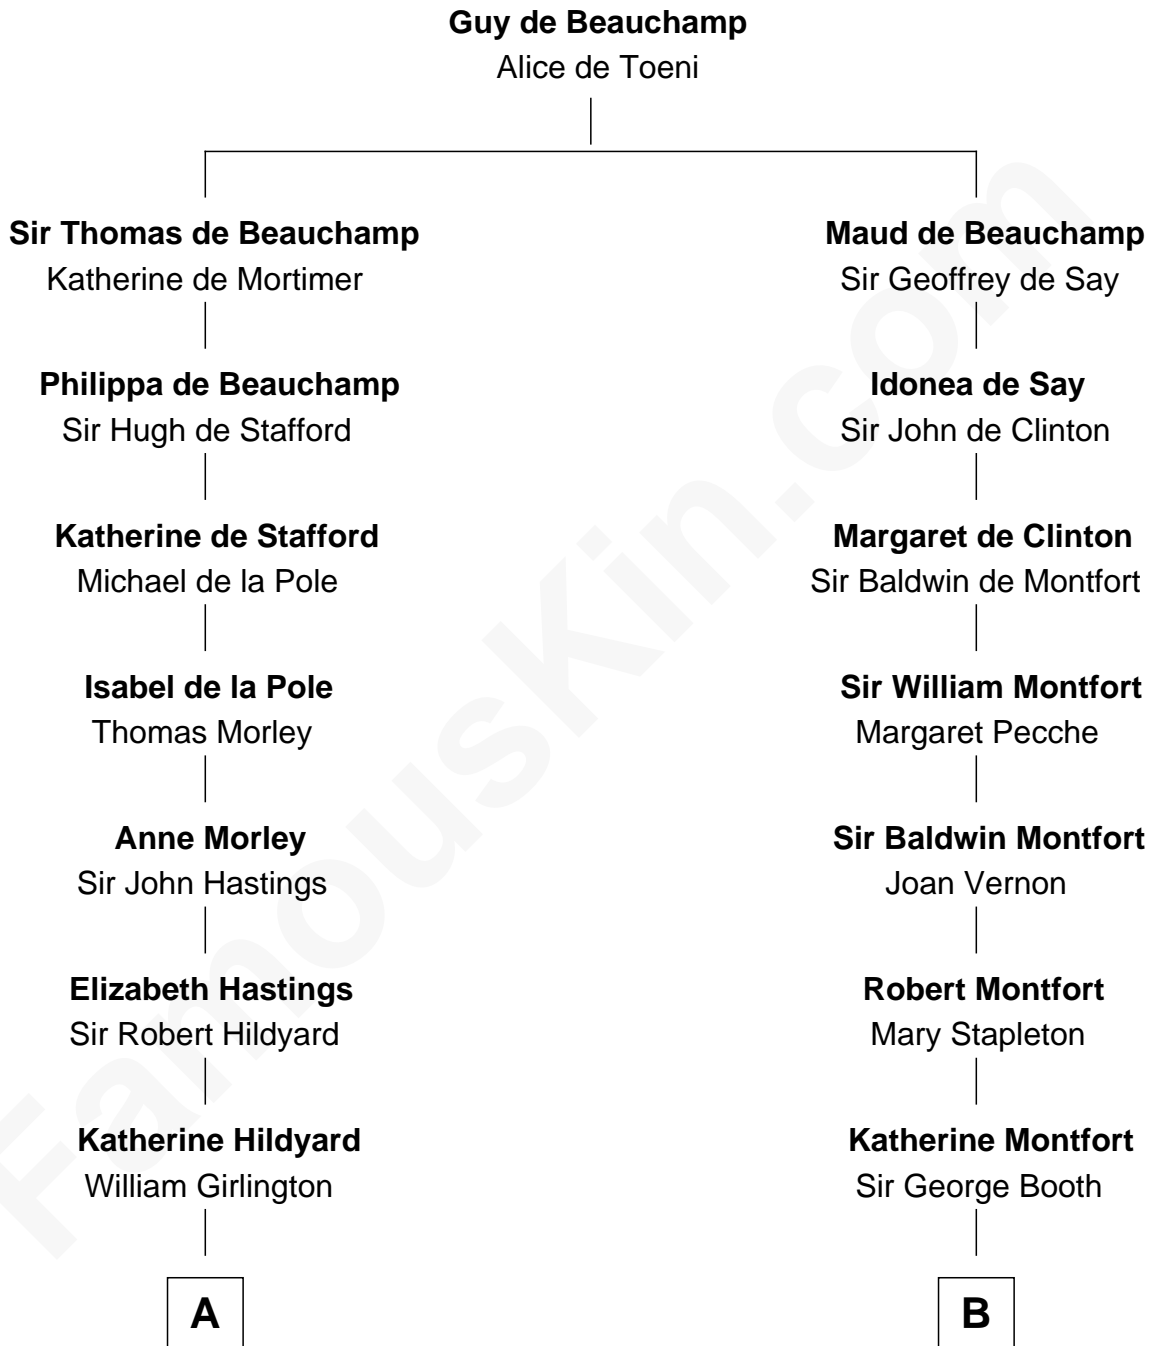 Guy de Beauchamp
Alice de Toeni
Sir Thomas de Beauchamp
Katherine de Mortimer
Philippa de Beauchamp
Sir Hugh de Stafford
Katherine de Stafford
Michael de la Pole
Isabel de la Pole
Thomas Morley
Anne Morley
Sir John Hastings
Elizabeth Hastings
Sir Robert Hildyard
Katherine Hildyard
William Girlington
A
Maud de Beauchamp
Sir Geoffrey de Say
Idonea de Say
Sir John de Clinton
Margaret de Clinton
Sir Baldwin de Montfort
Sir William Montfort
Margaret Pecche
Sir Baldwin Montfort
Joan Vernon
Robert Montfort
Mary Stapleton
Katherine Montfort
Sir George Booth
B
FamousKin.com